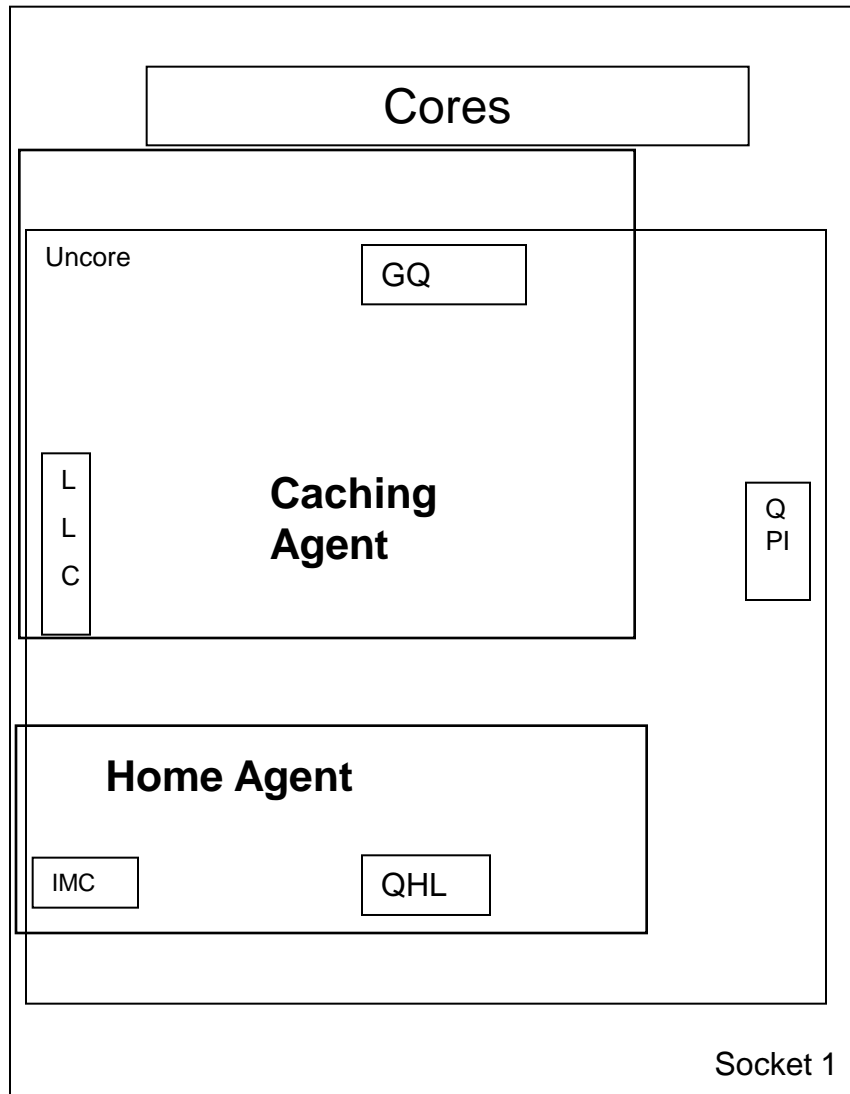 Cores
Uncore
GQ
L
L
C
Caching
Agent
Q
PI
Home Agent
IMC
QHL
Socket 1